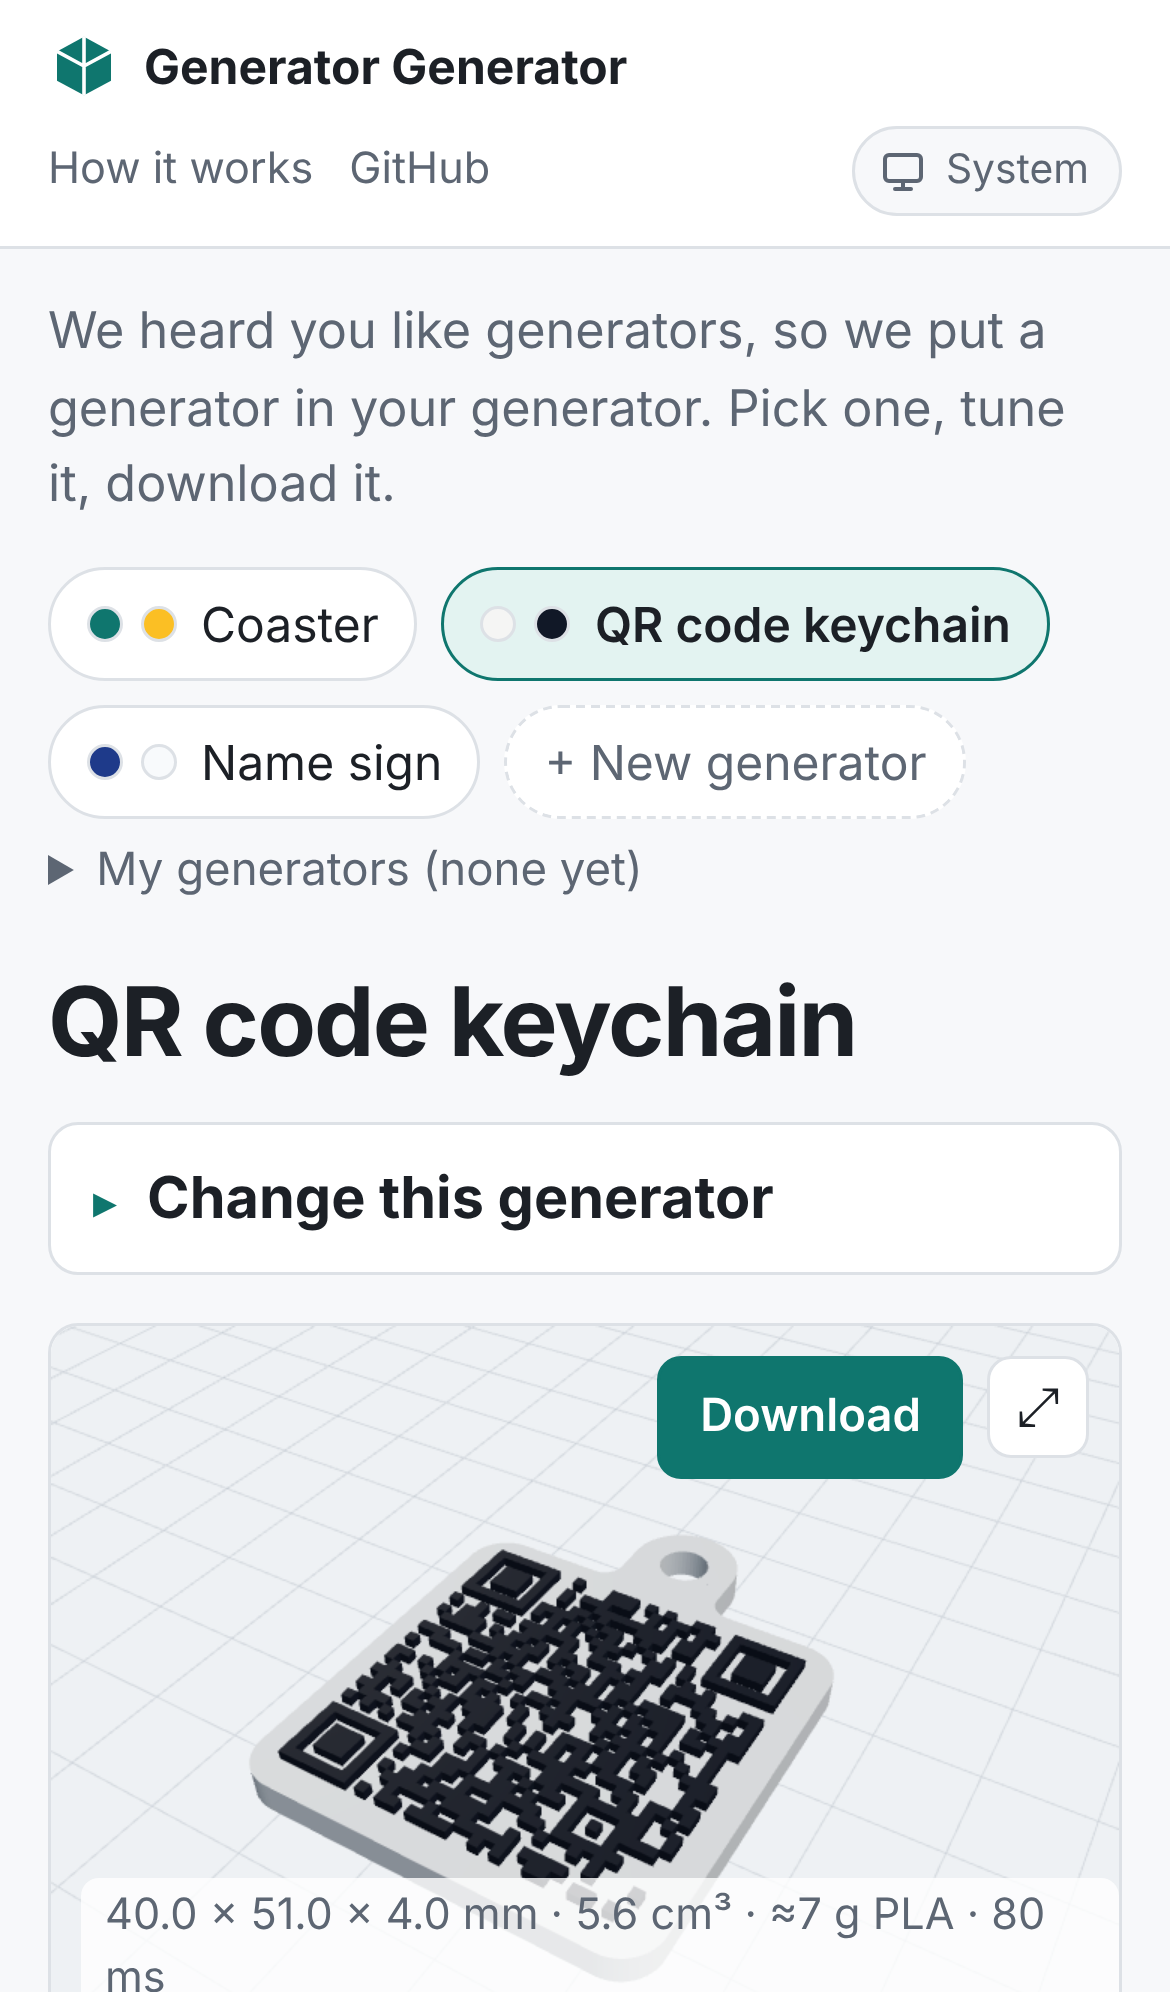 Generator Generator
How it works GitHub
System
We heard you like generators, so we put a
generator in your generator. Pick one, tune
it, download it.
Coaster
QR code keychain
Name sign
+ New generator
My generators (none yet)
QR code keychain
Change this generator
Download
40.0 × 51.0 × 4.0 mm · 5.6 cm³ · ≈7 g PLA · 80
ms